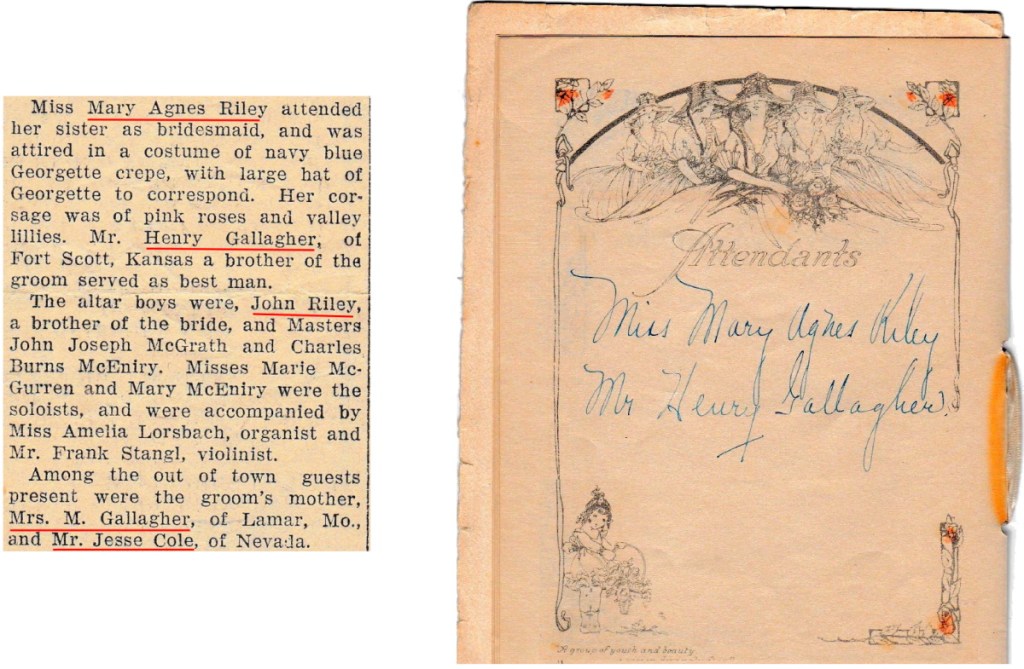 Miss Mary Agnes Riley attended
her sister as bridesmaid, and was
attired in a costume of navy blue
Georgette crepe, with large hat of
Georgette to correspond. Her cor-
sage was of pink roses and valley
lillies. Mr. Henry Gallagher, of
Fort Scott, Kansas a brother of the
groom served as best man.
The altar boys were, John Riley,
a brother of the bride, and Masters
John Joseph McGrath and Charles
Burns McEniry. Misses Marie Mc-
Gurren and Mary McEniry were the
soloists, and were accompanied by
Miss Amelia Lorsbach, organist and
Mr. Frank Stangl, violinist.
Among the out of town guests
present were the groom's mother,
Mrs. M. Gallagher, of Lamar, Mo.,
and Mr. Jesse Cole, of Nevada.
Attendants
Miss Mary Agnes Riley
Mr Henry Gallagher.
A group of youth and beauty